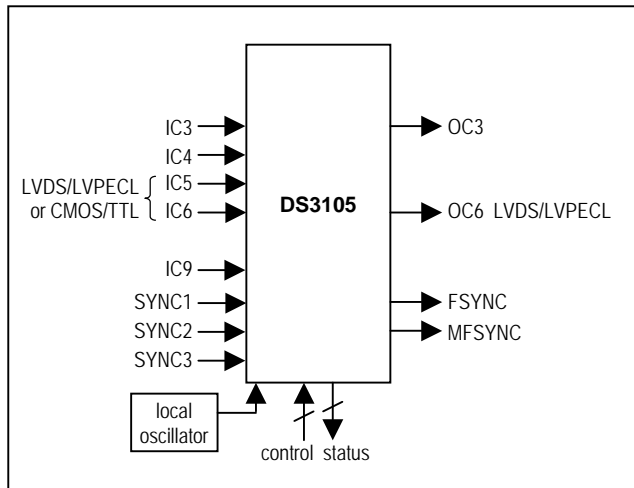 IC3
IC4
LVDS/LVPECL
or CMOS/TTL
IC5
IC6
IC9
SYNC1
SYNC2
SYNC3
DS3105
OC3
OC6 LVDS/LVPECL
FSYNC
MFSYNC
local
oscillator
control status